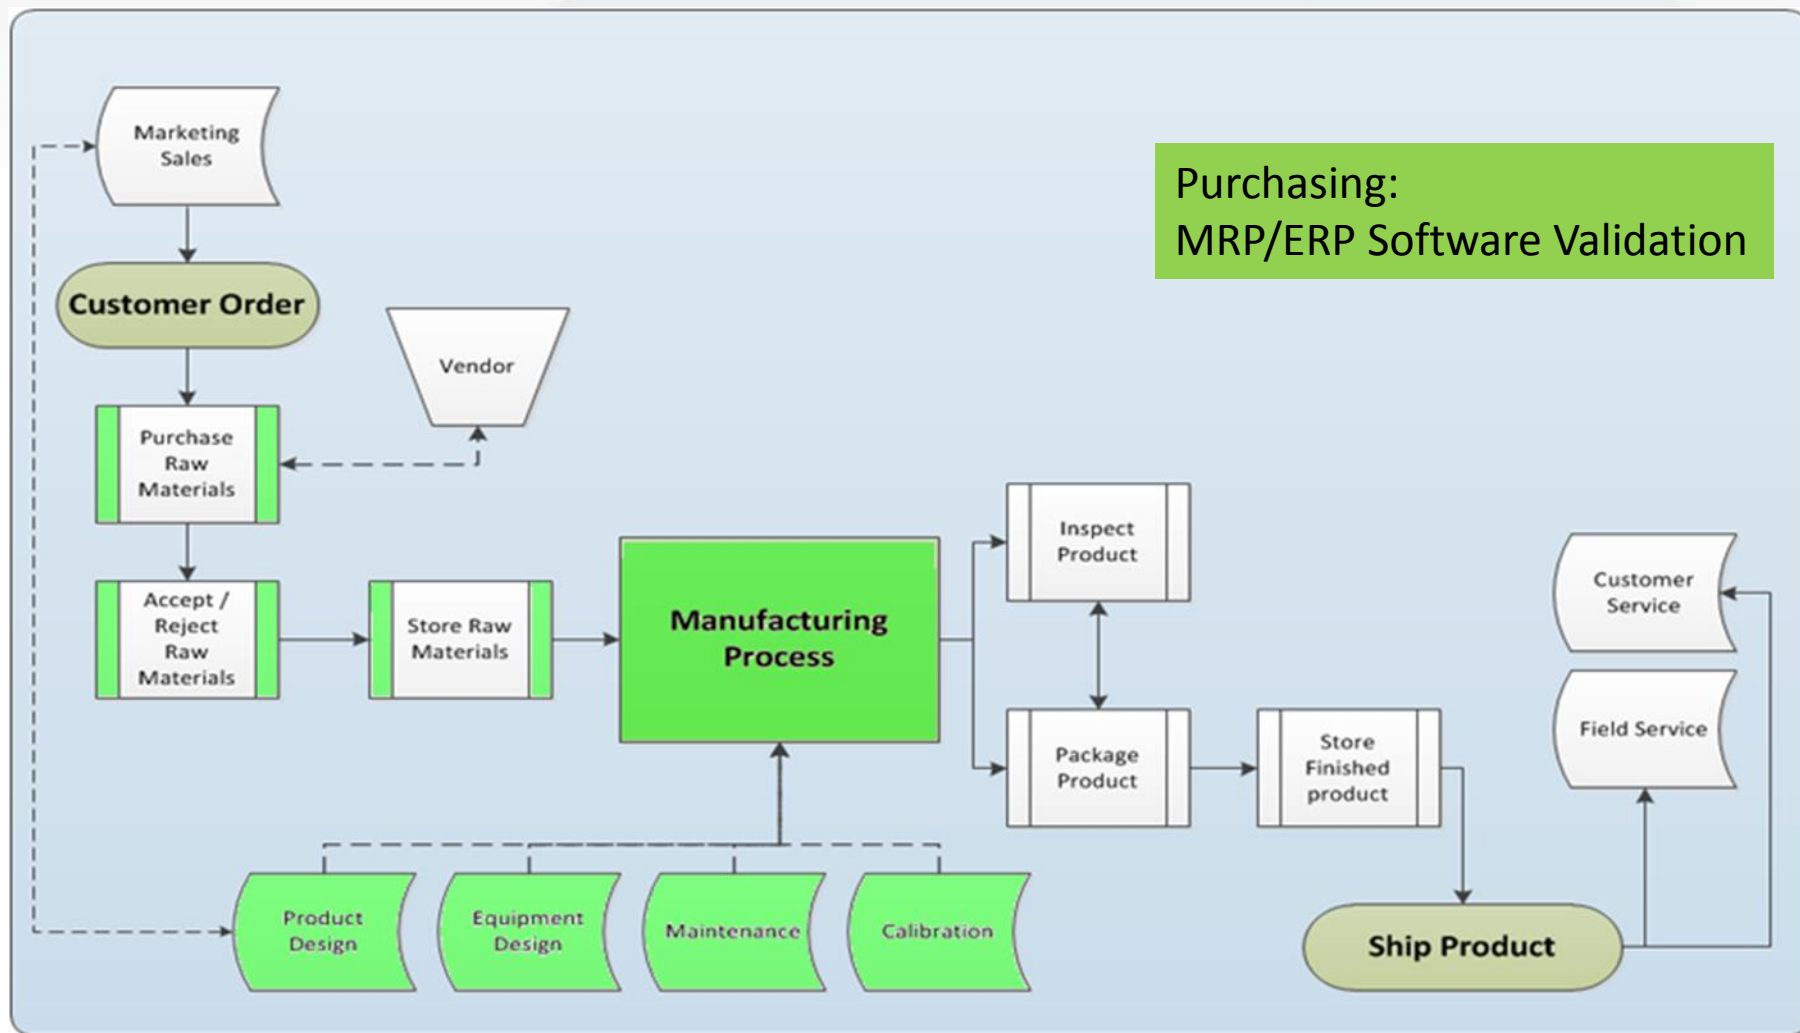 Marketing
Sales
Purchasing:
MRP/ERP Software Validation
Customer Order
Vendor
Purchase
Raw
Materials
Accept /
Reject
Raw
Materials
Store Raw
Materials
Manufacturing
Process
Inspect
Product
Package
Product
Store
Finished
product
Customer
Service
Field Service
Product
Design
Equipment
Design
Maintenance
Calibration
Ship Product